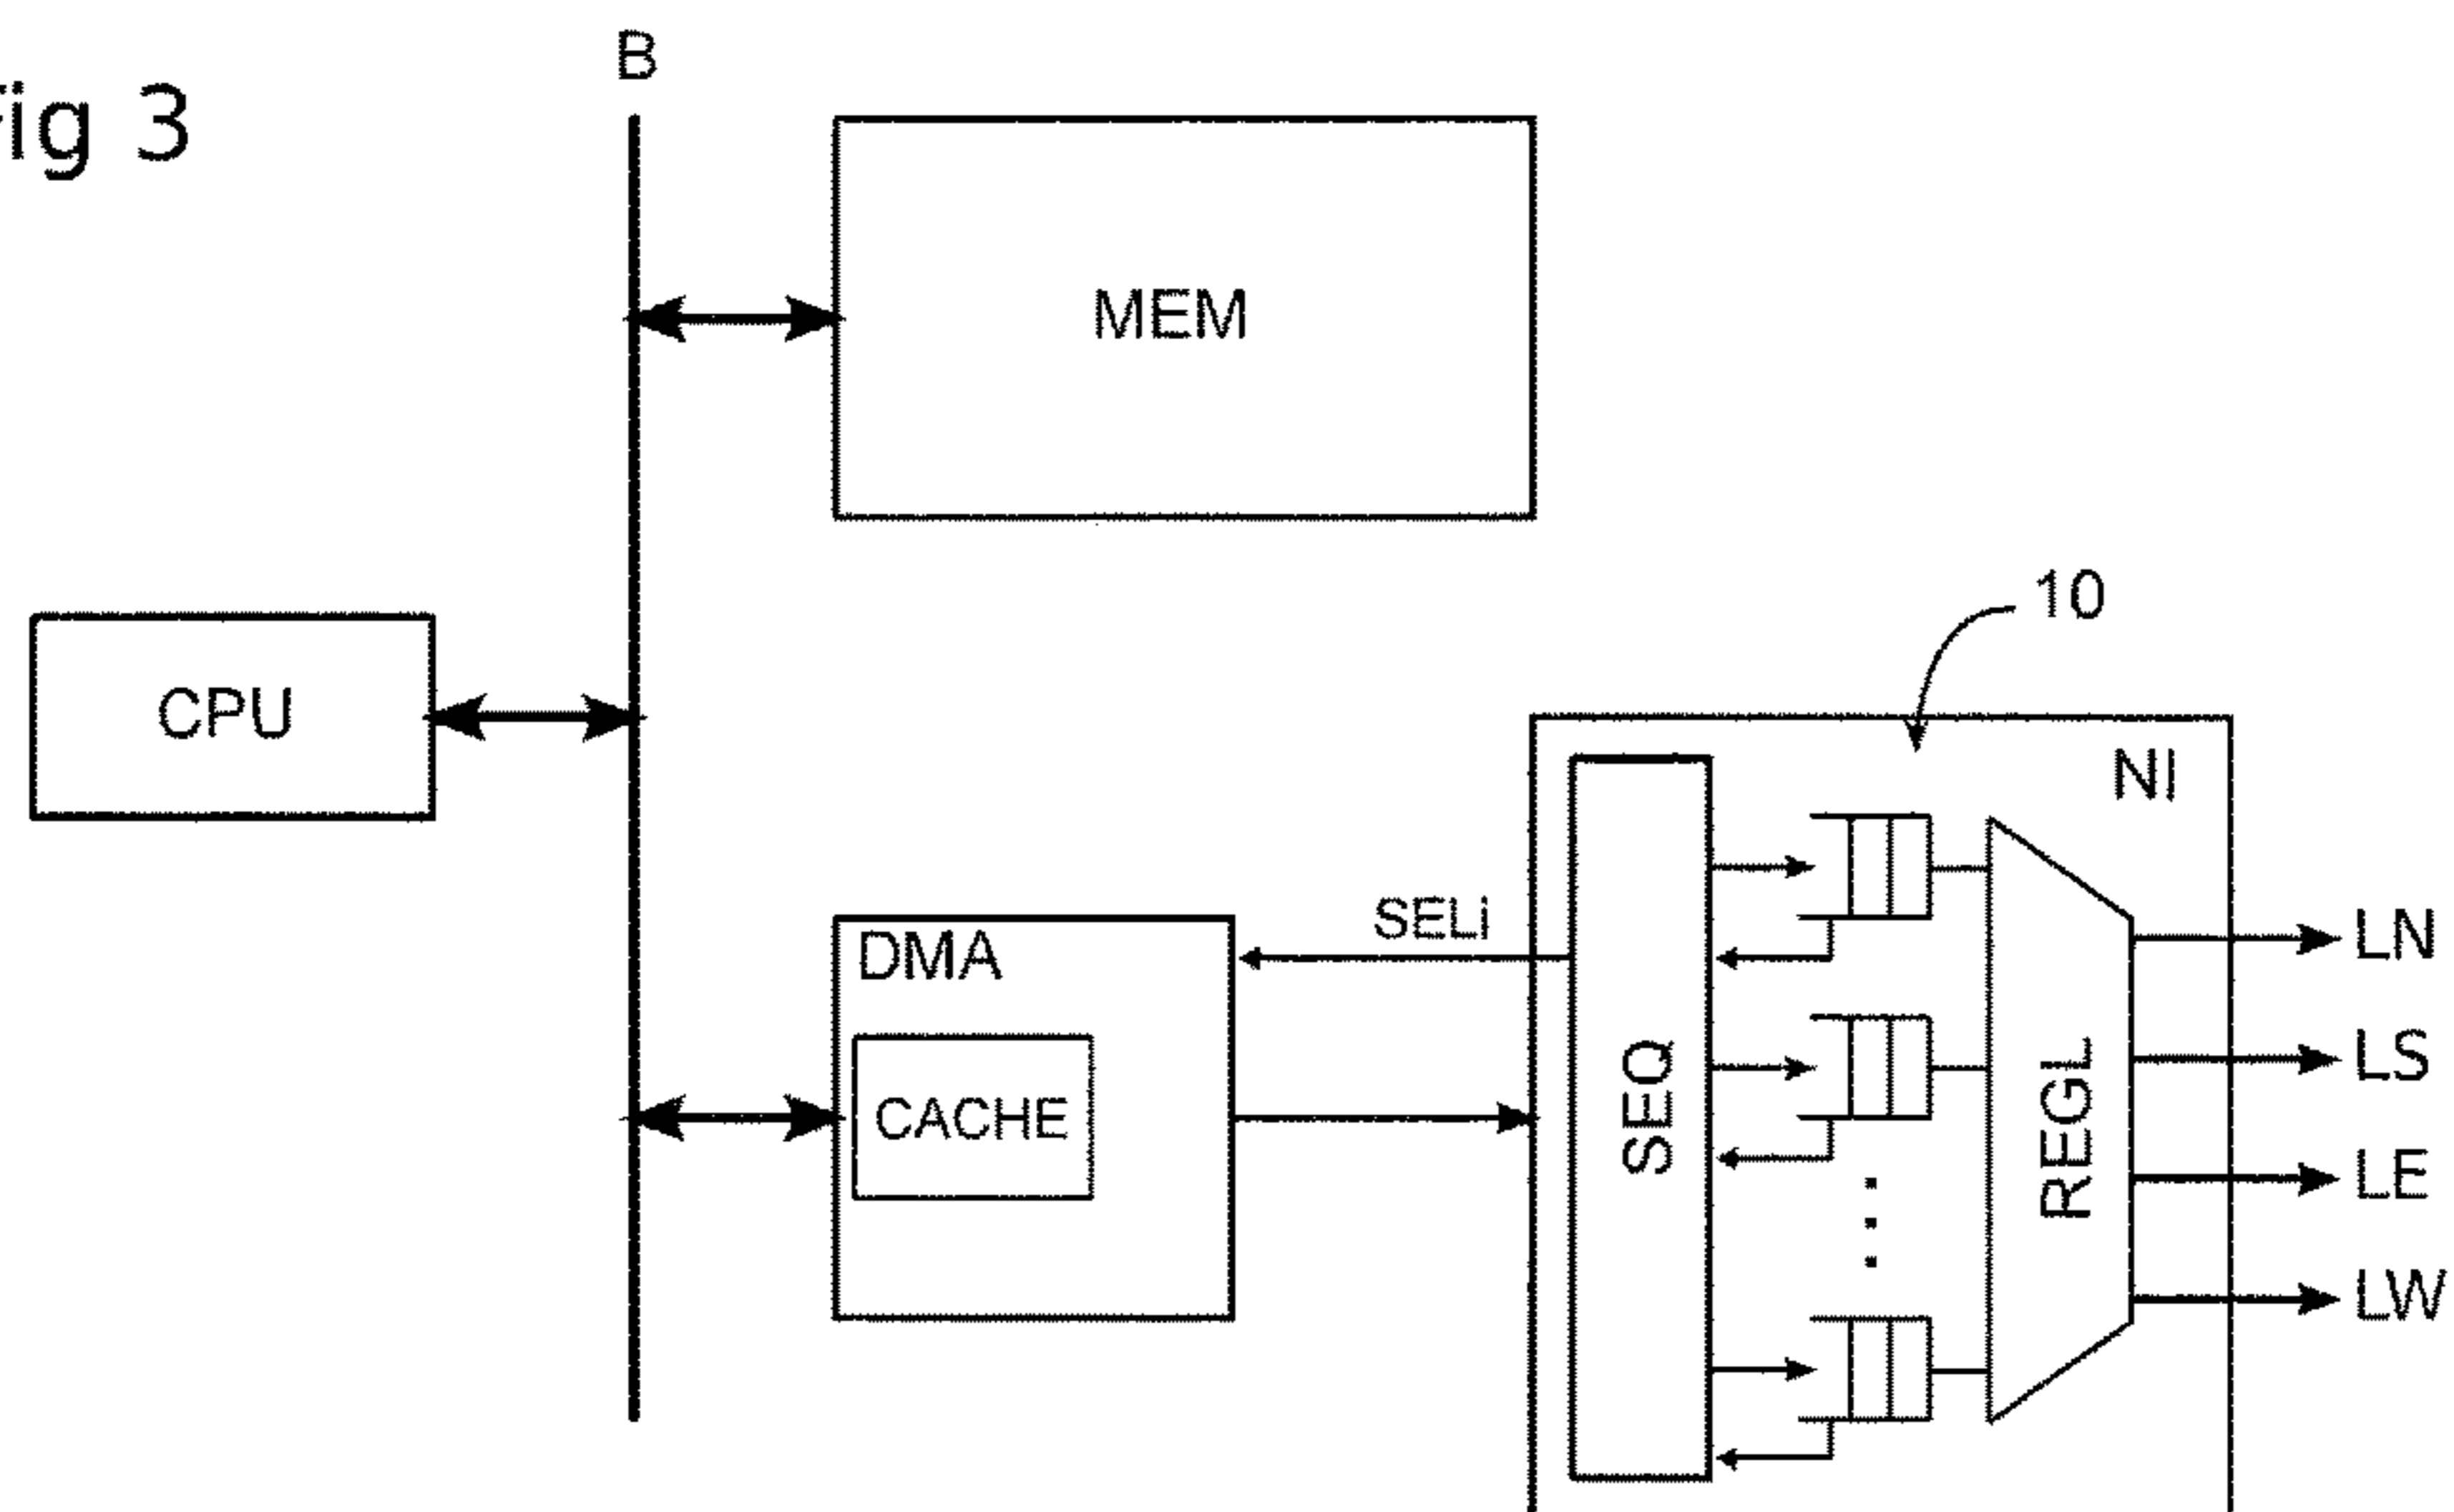 B
ig 3
MEM
10
CPU
NI
SELi
DMA
LN
CACHE
SEQ
REGL
LS
LE
LW